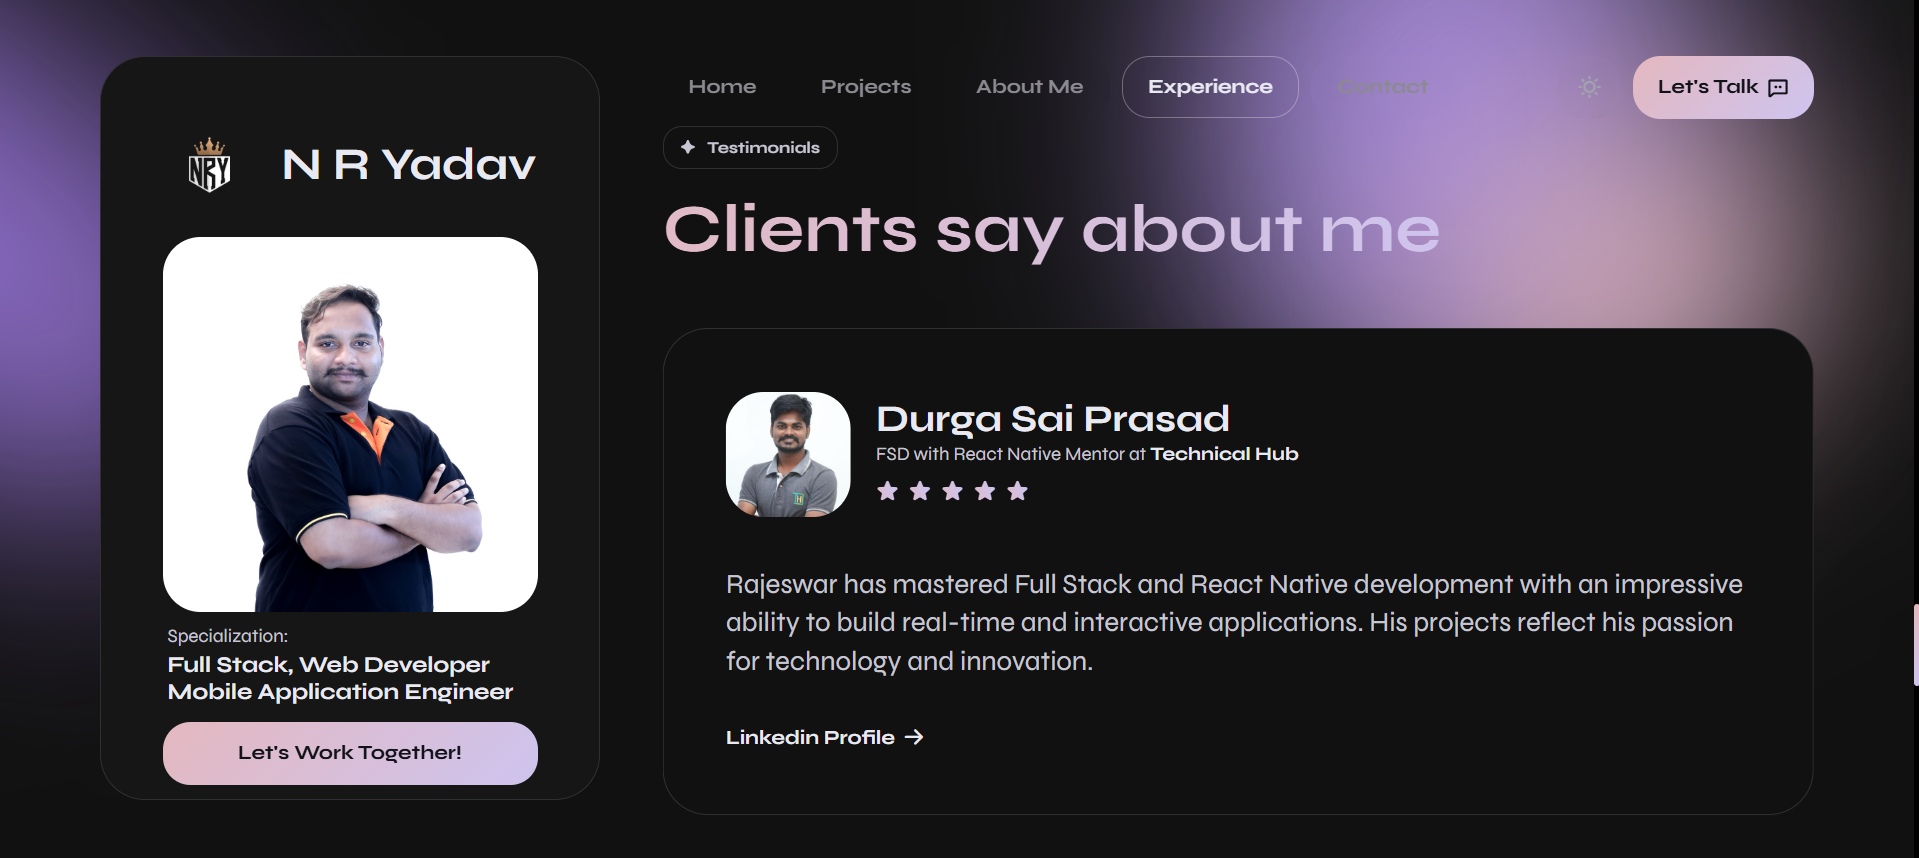 NRY
N R Yadav
Specialization:
Full Stack, Web Developer
Mobile Application Engineer
Let's Work Together!
Home
Projects
About Me
Experience
Contact
Let's Talk
Testimonials
Clients say about me
Durga Sai Prasad
FSD with React Native Mentor at Technical Hub
Rajeswar has mastered Full Stack and React Native development with an impressive
ability to build real-time and interactive applications. His projects reflect his passion
for technology and innovation.
Linkedin Profile